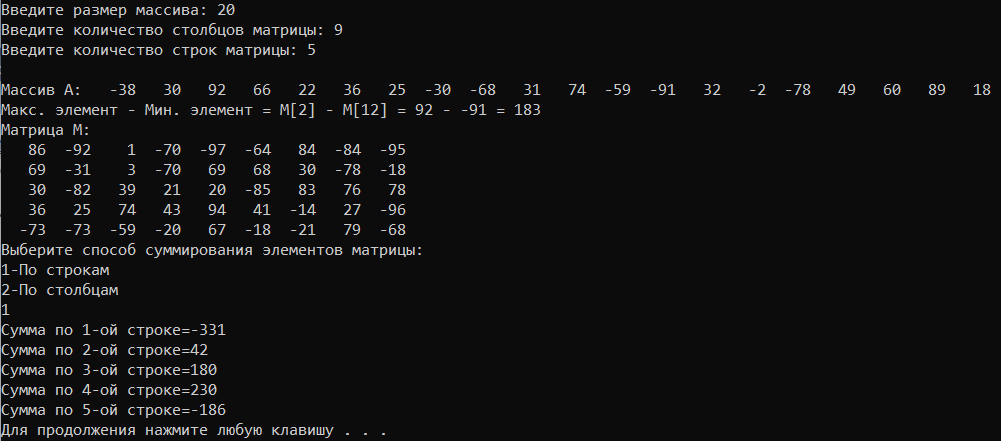 Введите размер массива: 20
Введите количество столбцов матрицы: 9
Введите количество строк матрицы: 5
Массив A:   -38   30   92   66   22   36   25  -30  -68   31   74  -59  -91   32   -2  -78   49   60   89   18
Макс. элемент - Мин. элемент = M[2] - M[12] = 92 - -91 = 183
Матрица M:
   86  -92    1  -70  -97  -64   84  -84  -95
   69  -31    3  -70   69   68   30  -78  -18
   30  -82   39   21   20  -85   83   76   78
   36   25   74   43   94   41  -14   27  -96
  -73  -73  -59  -20   67  -18  -21   79  -68
Выберите способ суммирования элементов матрицы:
1-По строкам
2-По столбцам
1
Сумма по 1-ой строке=-331
Сумма по 2-ой строке=42
Сумма по 3-ой строке=180
Сумма по 4-ой строке=230
Сумма по 5-ой строке=-186
Для продолжения нажмите любую клавишу . . .